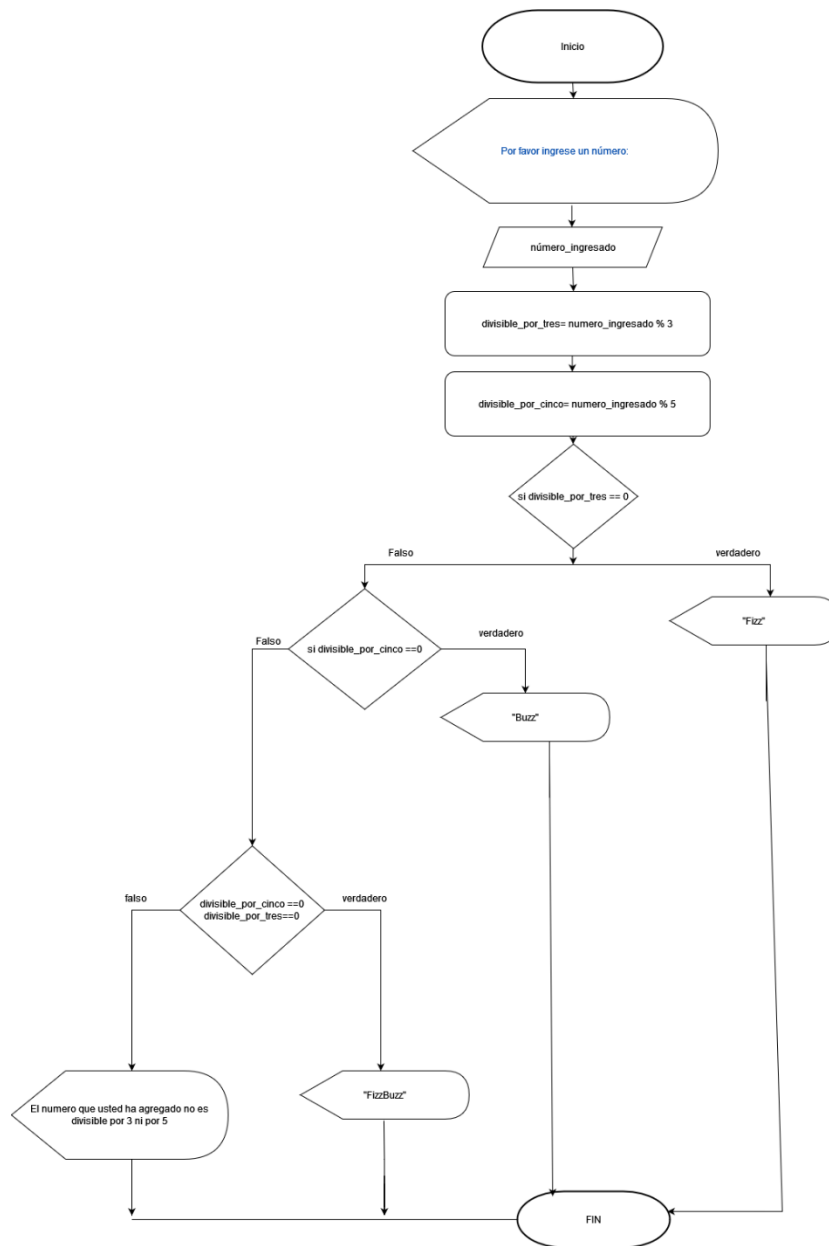 Inicio
Por favor ingrese un número:
número_ingresado
divisible_por_tres= numero_ingresado % 3
divisible_por_cinco= numero_ingresado % 5
si divisible_por_tres == 0
Falso
verdadero
"Fizz"
Falso
si divisible_por_cinco ==0
verdadero
"Buzz"
falso
divisible_por_cinco ==0
divisible_por_tres==0
verdadero
El numero que usted ha agregado no es
divisible por 3 ni por 5
"FizzBuzz"
FIN